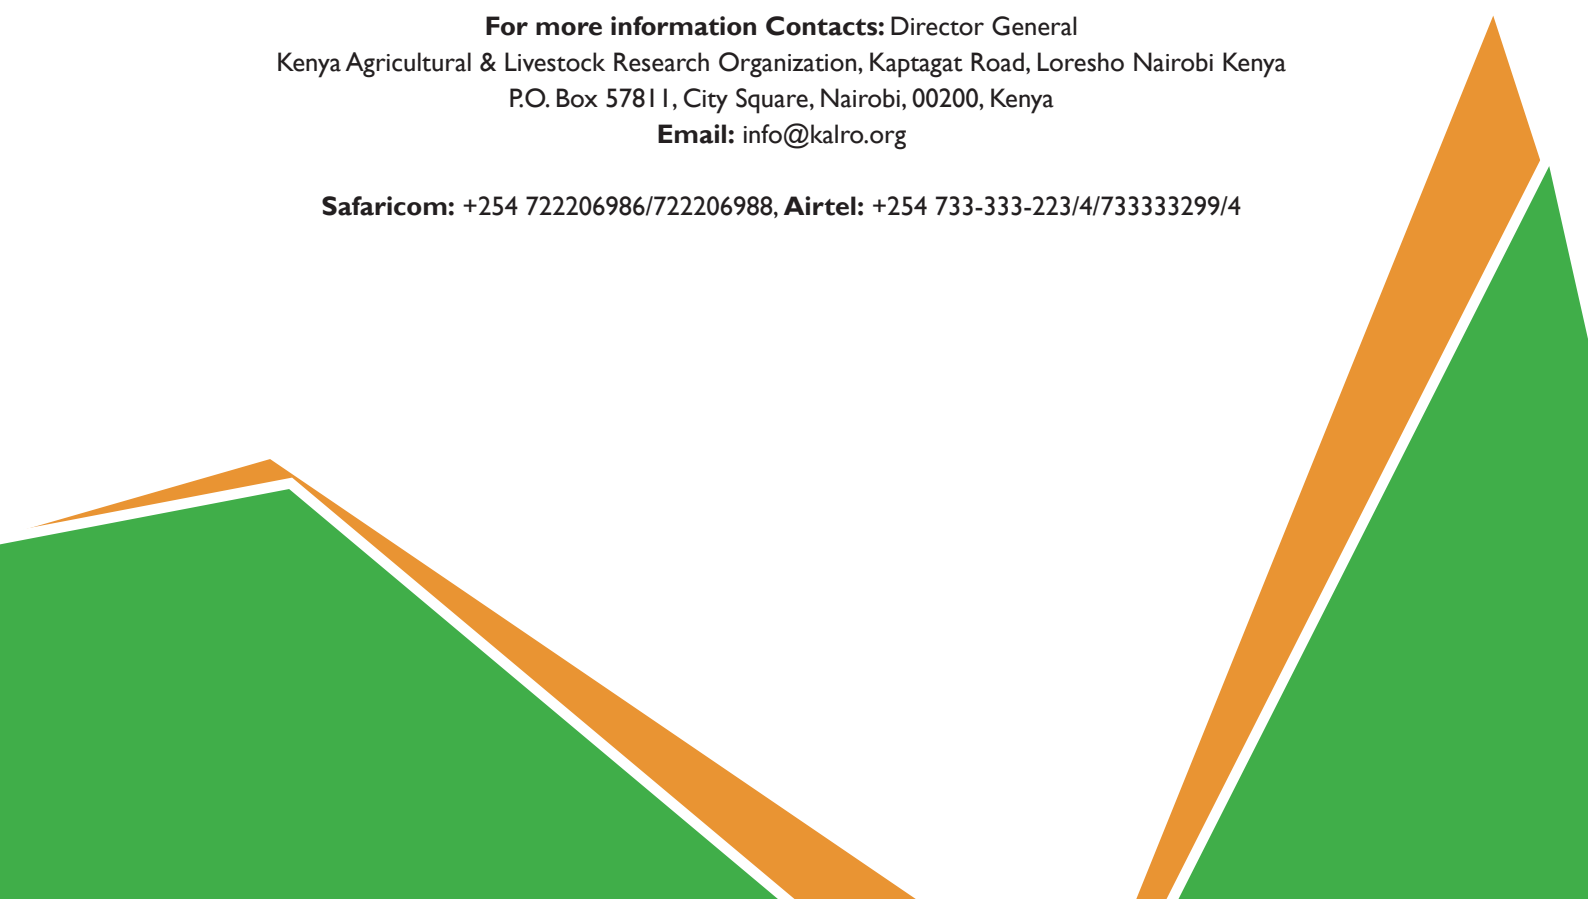 For more information Contacts: Director General
Kenya Agricultural & Livestock Research Organization, Kaptagat Road, Loresho Nairobi Kenya
P.O. Box 57811, City Square, Nairobi, 00200, Kenya
Email: info@kalro.org
Safaricom: +254 722206986/722206988, Airtel: +254 733-333-223/4/733333299/4